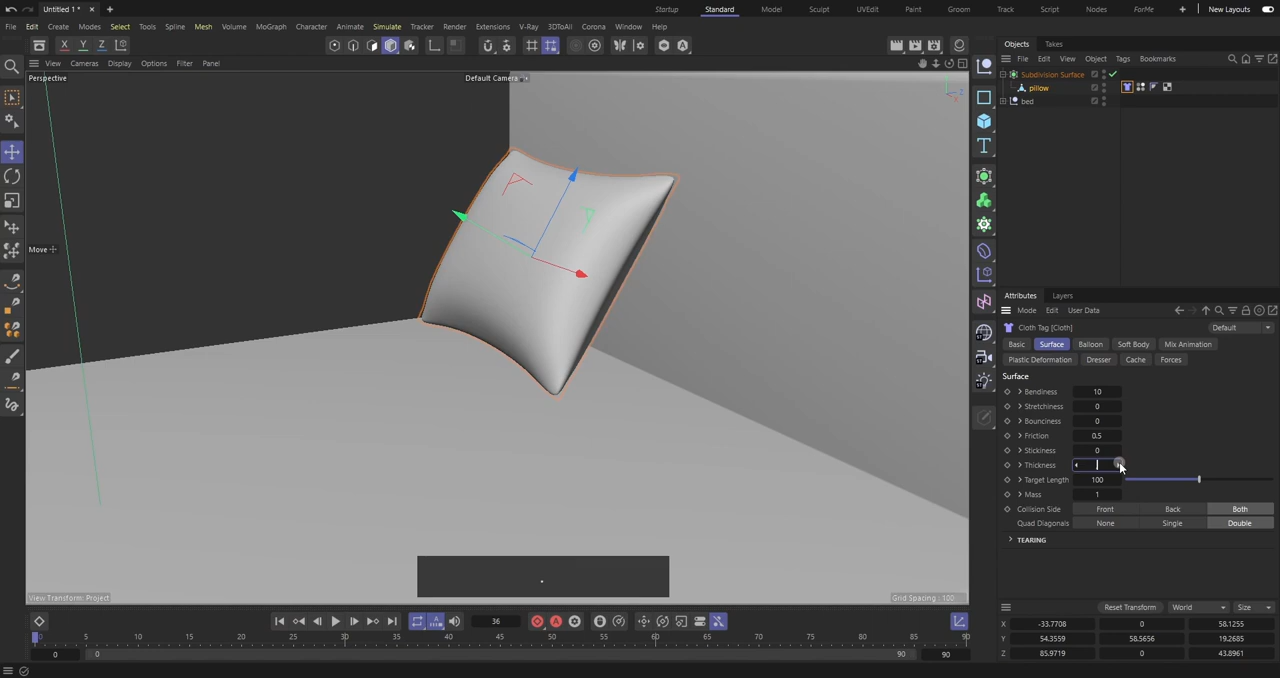 Untitled 1 *
Startup Standard Model Sculpt UVEdit Paint Groom Track Script Nodes ForMe New Layouts
File Edit Create Modes Select Tools Spline Mesh Volume MoGraph Character Animate Simulate Tracker Render Extensions V-Ray 3DToAll Corona Window Help
X Y Z
View Cameras Display Options Filter Panel
Perspective
Default Camera
Move
View Transform: Project
Grid Spacing : 100
.
Objects Takes
File Edit View Object Tags Bookmarks
Subdivision Surface
pillow
bed
Attributes Layers
Mode Edit User Data
Cloth Tag [Cloth] Default
Basic Surface Balloon Soft Body Mix Animation
Plastic Deformation Dresser Cache Forces
Surface
Bendiness 10
Stretchiness 0
Bounciness 0
Friction 0.5
Stickiness 0
Thickness
Target Length 100
Mass 1
Collision Side Front Back Both
Quad Diagonals None Single Double
TEARING
Reset Transform World Size
X -33.7708 0 58.1255
Y 54.3559 58.5656 19.2685
Z 85.9719 0 43.8961
36
0 5 10 15 20 25 30 35 40 45 50 55 60 65 70 75 80 85 90
0 0 90 90